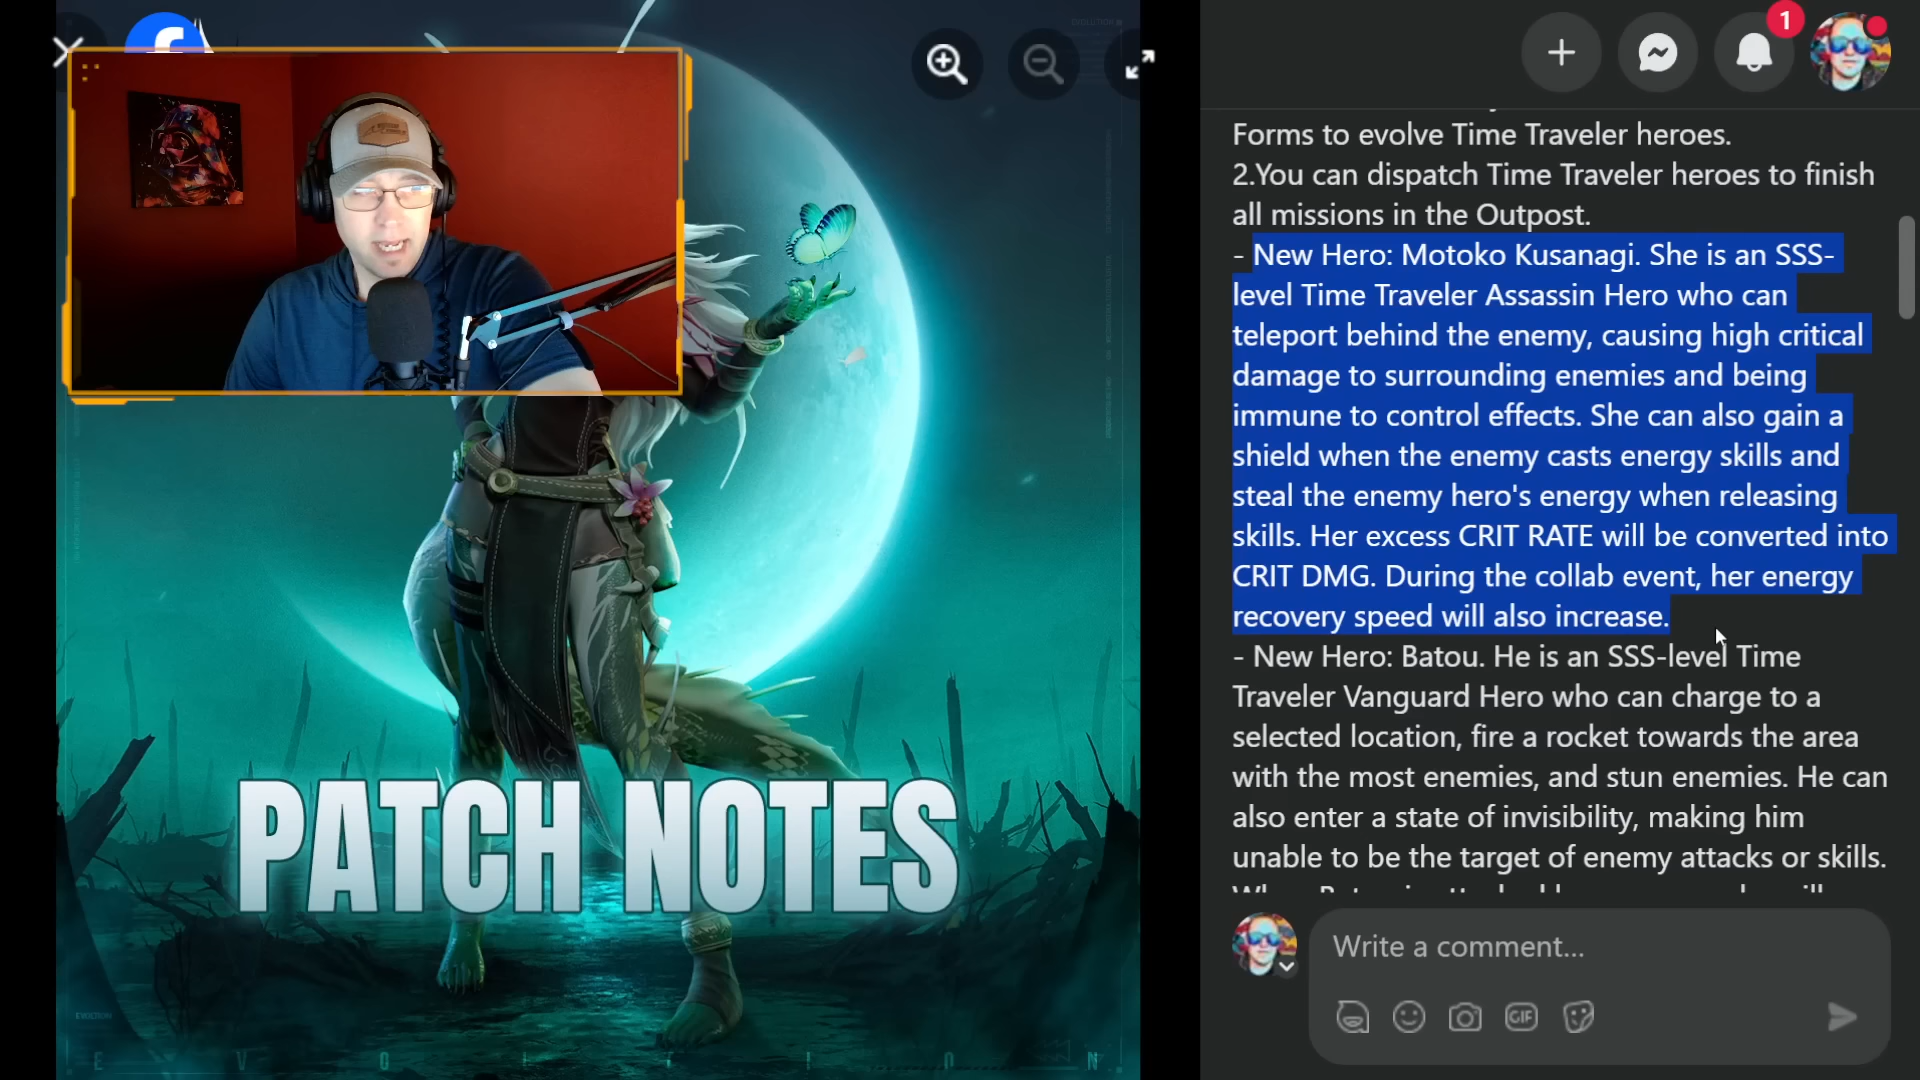 1
Forms to evolve Time Traveler heroes.
2.You can dispatch Time Traveler heroes to finish
all missions in the Outpost.
- New Hero: Motoko Kusanagi. She is an SSS-
level Time Traveler Assassin Hero who can
teleport behind the enemy, causing high critical
damage to surrounding enemies and being
immune to control effects. She can also gain a
shield when the enemy casts energy skills and
steal the enemy hero's energy when releasing
skills. Her excess CRIT RATE will be converted into
CRIT DMG. During the collab event, her energy
recovery speed will also increase.
- New Hero: Batou. He is an SSS-level Time
Traveler Vanguard Hero who can charge to a
selected location, fire a rocket towards the area
with the most enemies, and stun enemies. He can
also enter a state of invisibility, making him
unable to be the target of enemy attacks or skills.
PATCH NOTES
E V O L T I O N
Write a comment...
GIF